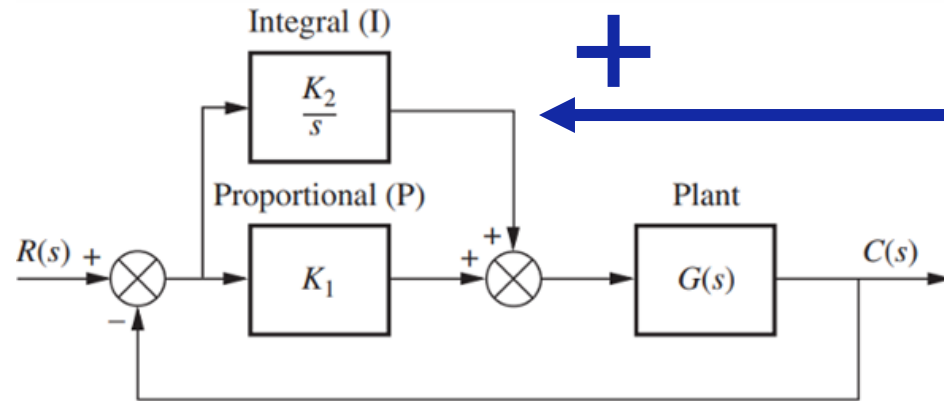 Integral (I)
+
K₂
s
Proportional (P)
Plant
R(s) +
K₁
+
+
G(s)
C(s)
−